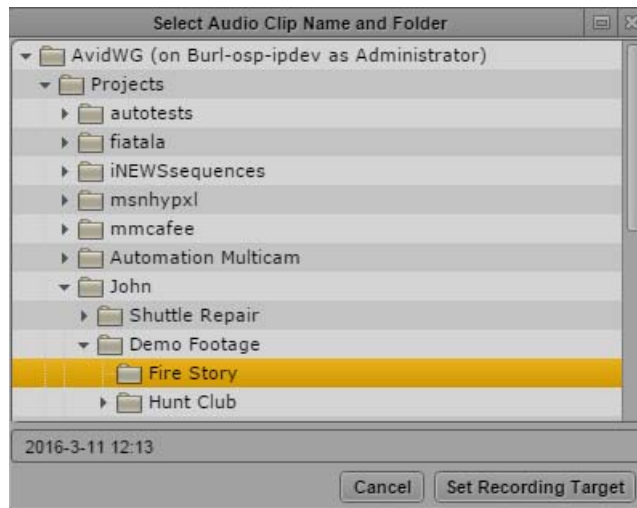 Select Audio Clip Name and Folder
AvidWG (on Burl-osp-ipdev as Administrator)
Projects
autotests
fiatala
iNEWSsequences
msnhypxl
mmcafee
Automation Multicam
John
Shuttle Repair
Demo Footage
Fire Story
Hunt Club
2016-3-11 12:13
Cancel Set Recording Target